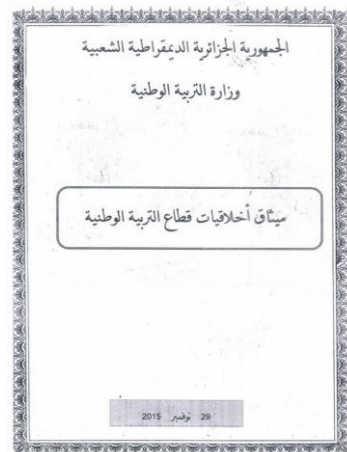 الجمهورية الجزائرية الديمقراطية الشعبية
وزارة التربية الوطنية
ميثاق أخلاقيات قطاع التربية الوطنية
29 نوفمبر 2015